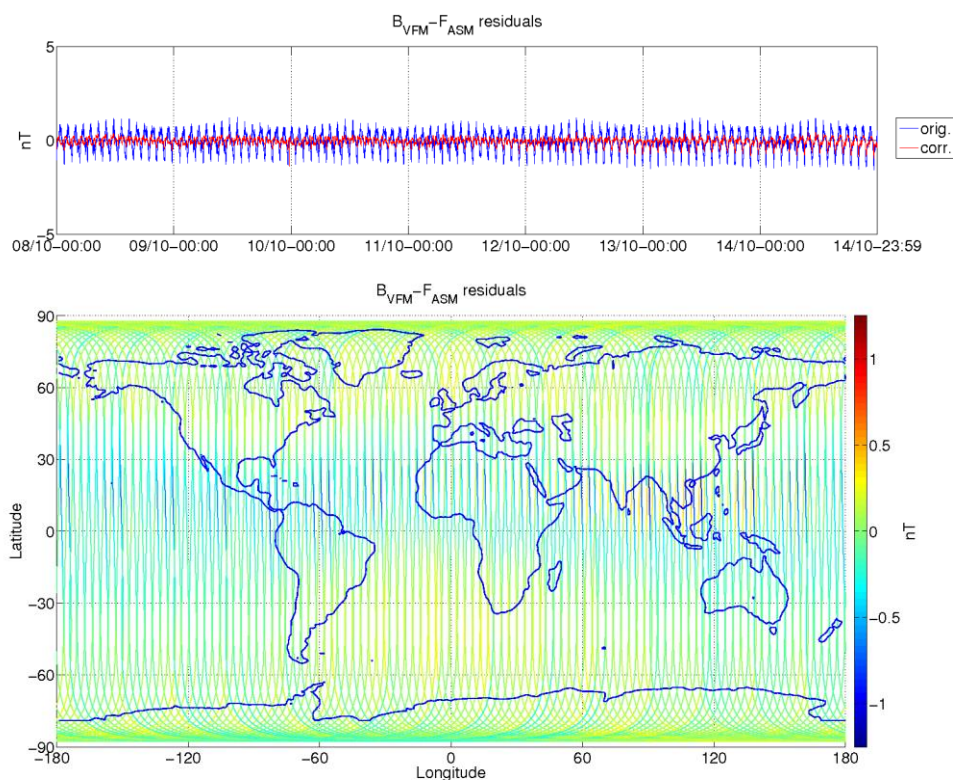 B_VFM−F_ASM residuals
5
0
−5
nT
08/10−00:00 09/10−00:00 10/10−00:00 11/10−00:00 12/10−00:00 13/10−00:00 14/10−00:00 14/10−23:59
orig.
corr.
B_VFM−F_ASM residuals
90
60
30
0
−30
−60
−90
Latitude
−180 −120 −60 0 60 120 180
Longitude
1
0.5
0
−0.5
−1
nT